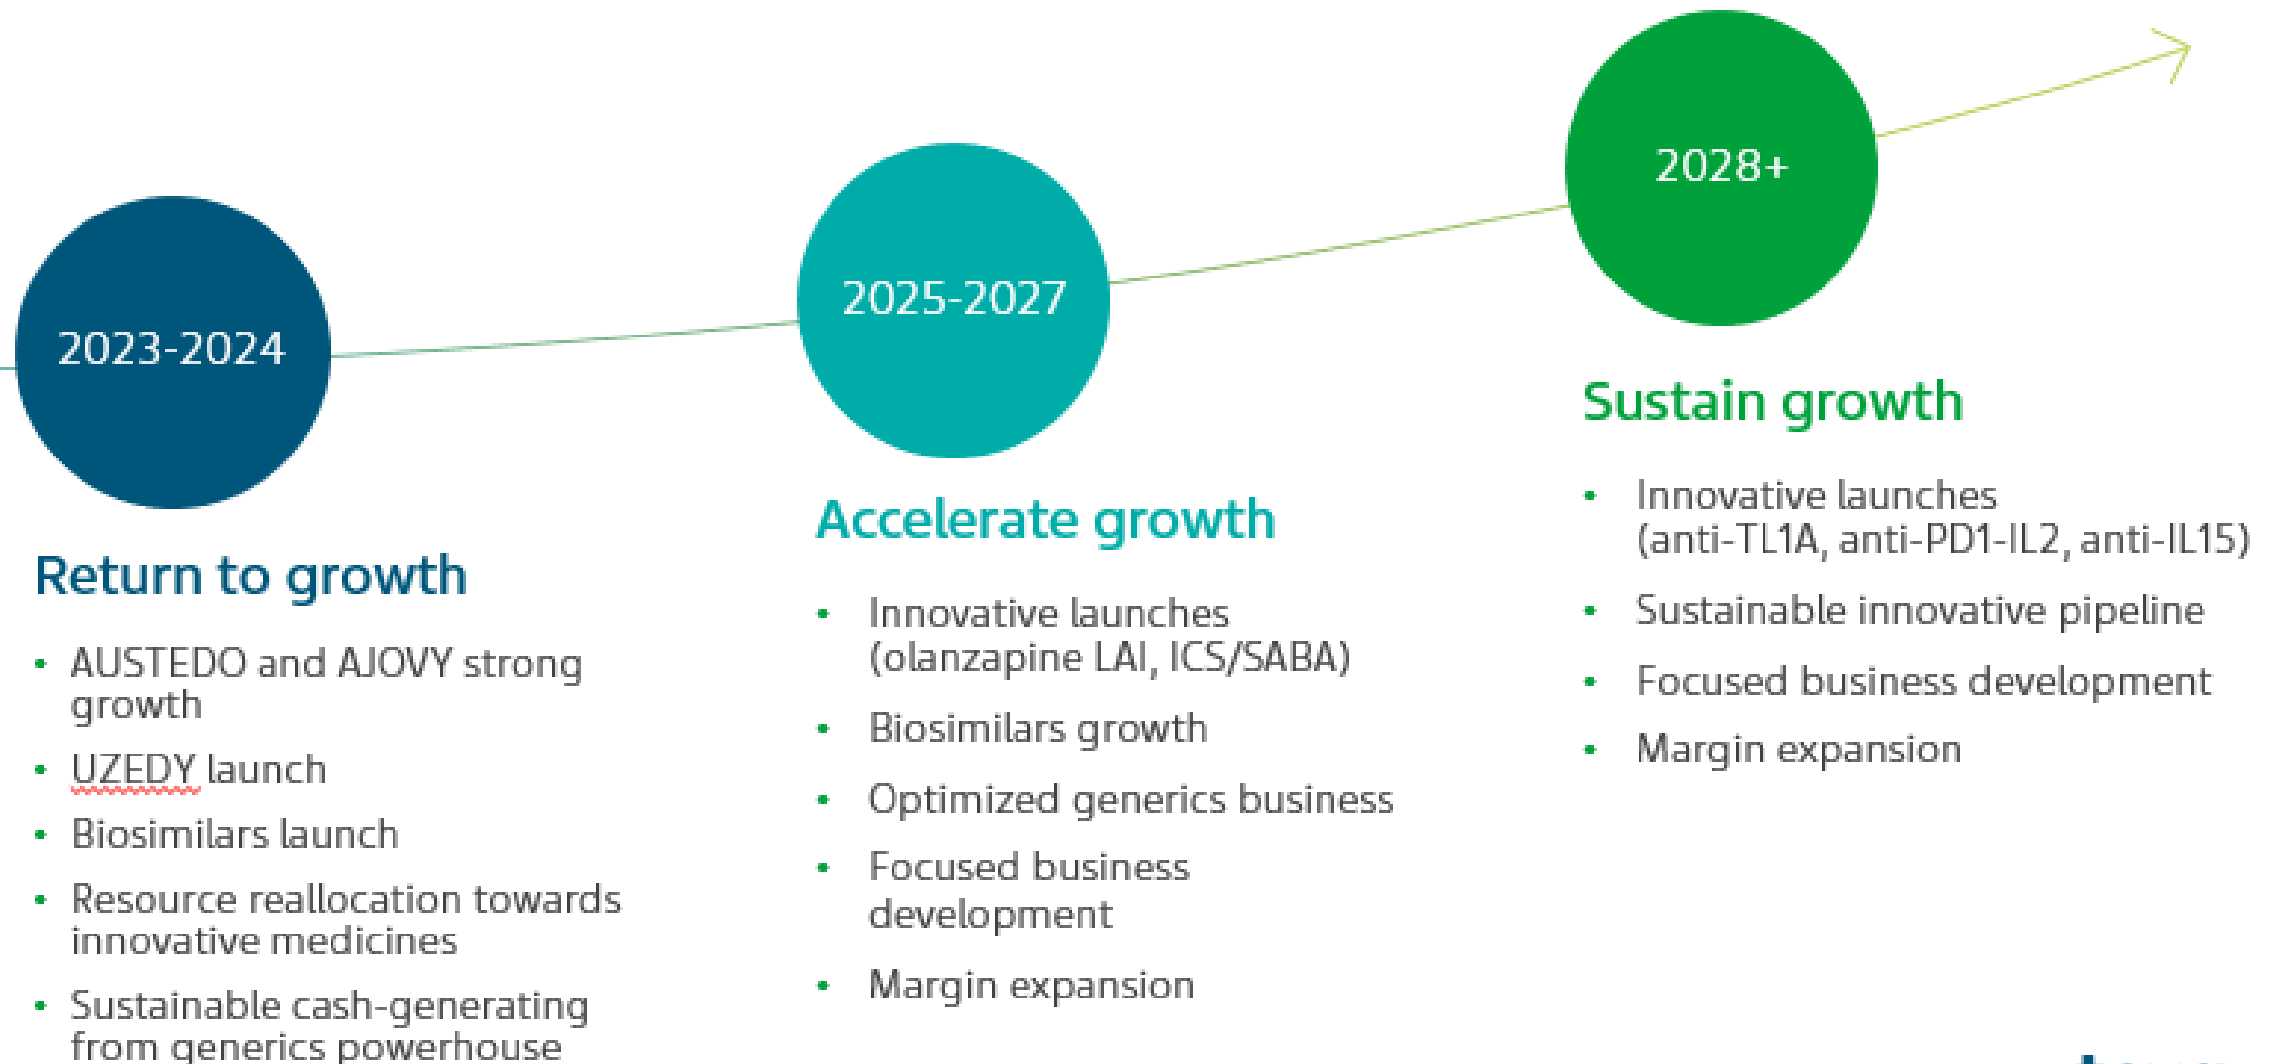 2023-2024
Return to growth
• AUSTEDO and AJOVY strong
growth
• UZEDY launch
• Biosimilars launch
• Resource reallocation towards
innovative medicines
• Sustainable cash-generating
from generics powerhouse
2025-2027
Accelerate growth
• Innovative launches
(olanzapine LAI, ICS/SABA)
• Biosimilars growth
• Optimized generics business
• Focused business
development
• Margin expansion
2028+
Sustain growth
• Innovative launches
(anti-TL1A, anti-PD1-IL2, anti-IL15)
• Sustainable innovative pipeline
• Focused business development
• Margin expansion